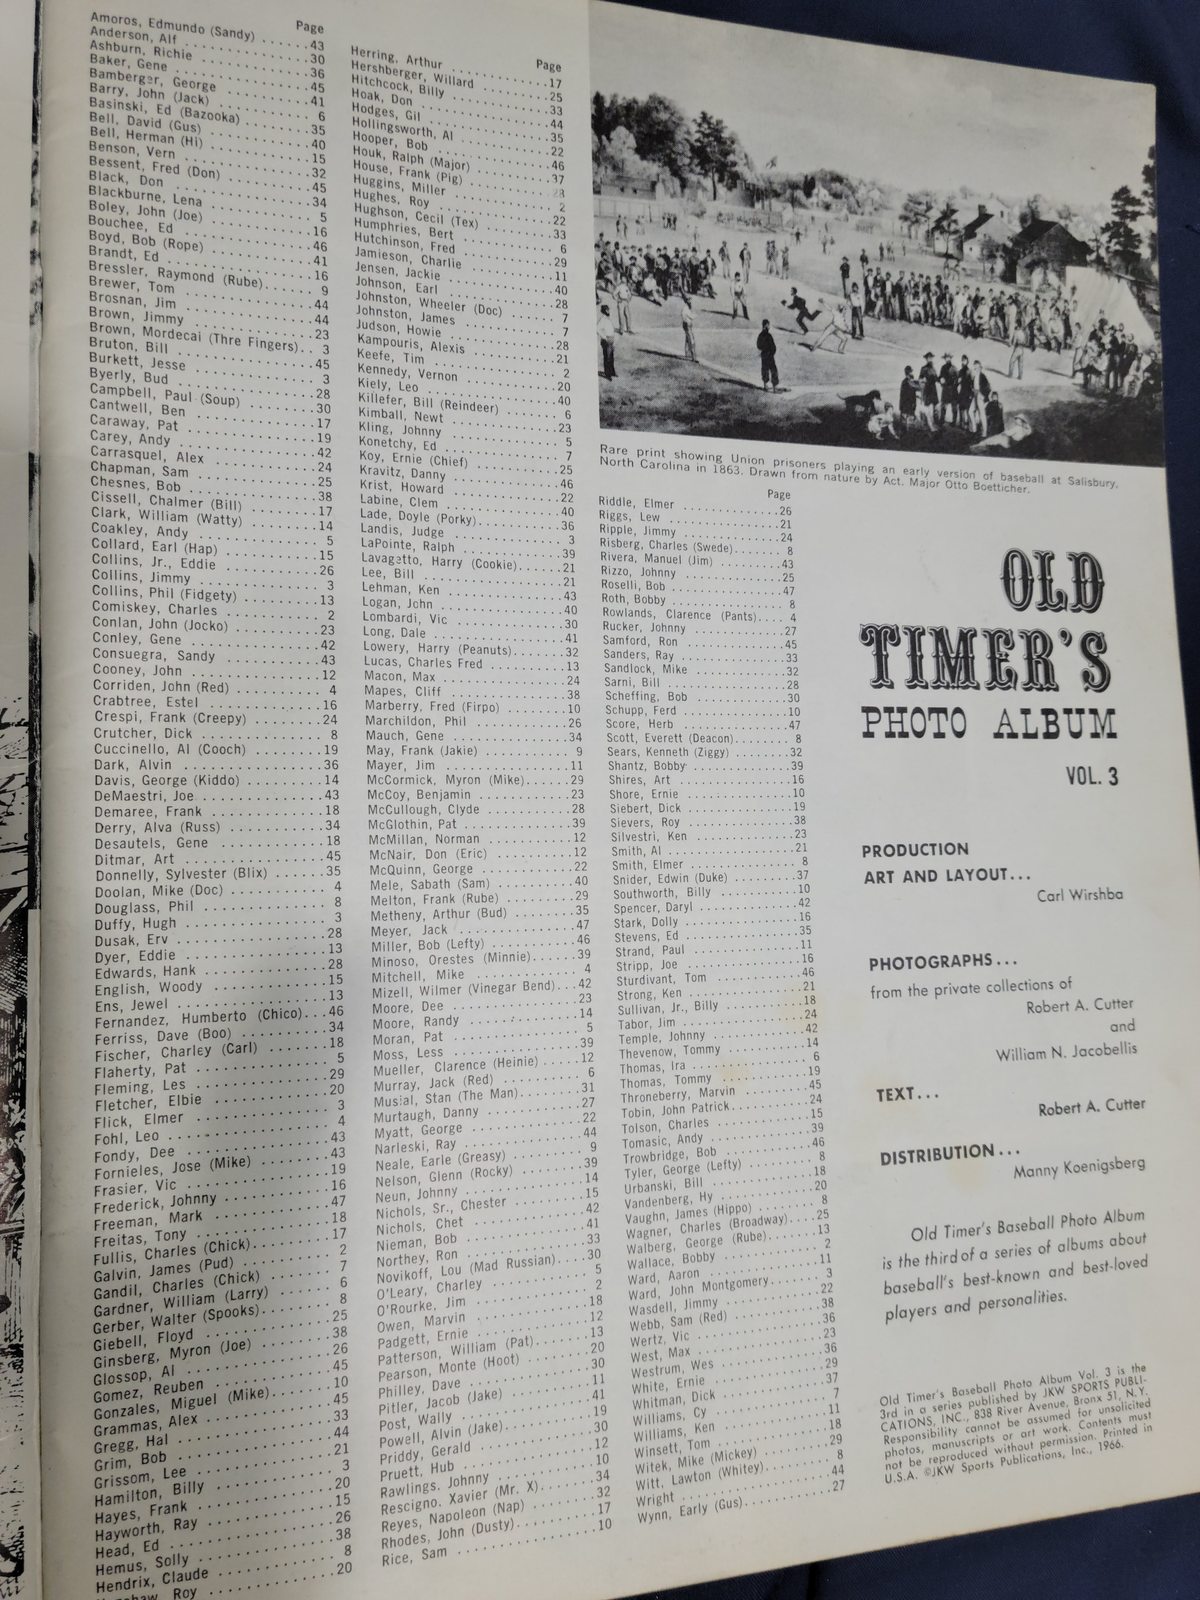 Page
Amoros, Edmundo (Sandy) ......43
Anderson, Alf ......30
Ashburn, Richie ......36
Baker, Gene ......45
Bamberger, George ......41
Barry, John (Jack) ......6
Basinski, Ed (Bazooka) ......35
Bell, David (Gus) ......40
Bell, Herman (Hi) ......15
Benson, Vern ......32
Bessent, Fred (Don) ......45
Black, Don ......34
Blackburne, Lena ......5
Boley, John (Joe) ......16
Bouchee, Ed ......46
Boyd, Bob (Rope) ......41
Brandt, Ed ......16
Bressler, Raymond (Rube)......9
Brewer, Tom ......44
Brosnan, Jim ......44
Brown, Jimmy ......23
Brown, Mordecai (Thre Fingers).. 3
Bruton, Bill ......45
Burkett, Jesse ......3
Byerly, Bud ......28
Campbell, Paul (Soup) ......30
Cantwell, Ben ......17
Caraway, Pat ......19
Carey, Andy ......42
Carrasquel, Alex ......24
Chapman, Sam ......25
Chesnes, Bob ......38
Cissell, Chalmer (Bill) ......17
Clark, William (Watty) ......14
Coakley, Andy ......5
Collard, Earl (Hap) ......15
Collins, Jr., Eddie ......26
Collins, Jimmy ......3
Collins, Phil (Fidgety) ......13
Comiskey, Charles ......2
Conlan, John (Jocko) ......23
Conley, Gene ......42
Consuegra, Sandy ......43
Cooney, John ......12
Corriden, John (Red) ......4
Crabtree, Estel ......16
Crespi, Frank (Creepy) ......24
Crutcher, Dick ......8
Cuccinello, Al (Cooch) ......19
Dark, Alvin ......36
Davis, George (Kiddo) ......14
DeMaestri, Joe ......43
Demaree, Frank ......18
Derry, Alva (Russ) ......34
Desautels, Gene ......18
Ditmar, Art ......45
Donnelly, Sylvester (Blix) ......35
Doolan, Mike (Doc) ......4
Douglass, Phil ......8
Duffy, Hugh ......3
Dusak, Erv ......28
Dyer, Eddie ......13
Edwards, Hank ......28
English, Woody ......15
Ens, Jewel ......13
Fernandez, Humberto (Chico)...46
Ferriss, Dave (Boo) ......34
Fischer, Charley (Carl) ......18
Flaherty, Pat ......5
Fleming, Les ......29
Fletcher, Elbie ......20
Flick, Elmer ......3
Fohl, Leo ......4
Fondy, Dee ......43
Fornieles, Jose (Mike) ......43
Frasier, Vic ......19
Frederick, Johnny ......16
Freeman, Mark ......47
Freitas, Tony ......18
Fullis, Charles (Chick)......17
Galvin, James (Pud) ......2
Gandil, Charles (Chick) ......7
Gardner, William (Larry) ......6
Gerber, Walter (Spooks)......8
Giebell, Floyd ......25
Ginsberg, Myron (Joe) ......38
Glossop, Al ......26
Gomez, Reuben ......45
Gonzales, Miguel (Mike)......10
Grammas, Alex ......45
Gregg, Hal ......33
Grim, Bob ......44
Grissom, Lee ......21
Hamilton, Billy ......3
Hayes, Frank ......20
Hayworth, Ray ......15
Head, Ed ......26
Hemus, Solly ......38
Hendrix, Claude ......8
Roy ......20
Page
Herring, Arthur ......17
Hershberger, Willard ......25
Hitchcock, Billy ......33
Hoak, Don ......44
Hodges, Gil ......35
Hollingsworth, Al ......22
Hooper, Bob ......46
Houk, Ralph (Major) ......37
House, Frank (Pig) ......
Huggins, Miller ......2
Hughes, Roy ......22
Hughson, Cecil (Tex) ......33
Humphries, Bert ......6
Hutchinson, Fred ......29
Jamieson, Charlie ......11
Jensen, Jackie ......40
Johnson, Earl ......28
Johnston, Wheeler (Doc) ......7
Johnston, James ......7
Judson, Howie ......28
Kampouris, Alexis ......21
Keefe, Tim ......2
Kennedy, Vernon ......20
Kiely, Leo ......40
Killefer, Bill (Reindeer) ......6
Kimball, Newt ......23
Kling, Johnny ......5
Konetchy, Ed ......7
Koy, Ernie (Chief) ......25
Kravitz, Danny ......46
Krist, Howard ......22
Labine, Clem ......40
Lade, Doyle (Porky)......36
Landis, Judge ......3
LaPointe, Ralph ......39
Lavagetto, Harry (Cookie)......21
Lee, Bill ......21
Lehman, Ken ......43
Logan, John ......40
Lombardi, Vic ......30
Long, Dale ......41
Lowery, Harry (Peanuts)......32
Lucas, Charles Fred ......13
Macon, Max ......24
Mapes, Cliff ......38
Marberry, Fred (Firpo) ......10
Marchildon, Phil ......26
Mauch, Gene ......34
May, Frank (Jakie) ......9
Mayer, Jim ......11
McCormick, Myron (Mike)......29
McCoy, Benjamin ......23
McCullough, Clyde ......28
McGlothin, Pat ......39
McMillan, Norman ......12
McNair, Don (Eric) ......12
McQuinn, George ......22
Mele, Sabath (Sam) ......40
Melton, Frank (Rube) ......29
Metheny, Arthur (Bud) ......35
Meyer, Jack ......47
Miller, Bob (Lefty) ......46
Minoso, Orestes (Minnie)......39
Mitchell, Mike ......4
Mizell, Wilmer (Vinegar Bend)...42
Moore, Dee ......23
Moore, Randy ......14
Moran, Pat ......5
Moss, Less ......39
Mueller, Clarence (Heinie) ......12
Murray, Jack (Red) ......6
Musial, Stan (The Man)......31
Murtaugh, Danny ......27
Myatt, George ......22
Narleski, Ray ......44
Neale, Earle (Greasy) ......9
Nelson, Glenn (Rocky) ......39
Neun, Johnny ......14
Nichols, Sr., Chester ......15
Nichols, Chet ......42
Nieman, Bob ......41
Northey, Ron ......33
Novikoff, Lou (Mad Russian)....30
O'Leary, Charley ......5
O'Rourke, Jim ......2
Owen, Marvin ......18
Padgett, Ernie ......12
Patterson, William (Pat)......13
Pearson, Monte (Hoot) ......20
Philley, Dave ......30
Pitler, Jacob (Jake) ......11
Post, Wally ......41
Powell, Alvin (Jake)......19
Priddy, Gerald ......30
Pruett, Hub ......12
Rawlings. Johnny ......10
Rescigno. Xavier (Mr. X)......34
Reyes, Napoleon (Nap) ......32
Rhodes, John (Dusty)......17
Rice, Sam ......10
Rare print showing Union prisoners playing an early version of baseball at Salisbury,
North Carolina in 1863. Drawn from nature by Act. Major Otto Boetticher.
Page
Riddle, Elmer ......26
Riggs, Lew ......21
Ripple, Jimmy ......24
Risberg, Charles (Swede)......8
Rivera, Manuel (Jim) ......43
Rizzo, Johnny ......25
Roselli, Bob ......47
Roth, Bobby ......8
Rowlands, Clarence (Pants).... 4
Rucker, Johnny ......27
Samford, Ron ......45
Sanders, Ray ......33
Sandlock, Mike ......32
Sarni, Bill ......28
Scheffing, Bob ......30
Schupp, Ferd ......10
Score, Herb ......47
Scott, Everett (Deacon)......8
Sears, Kenneth (Ziggy) ......32
Shantz, Bobby ......39
Shires, Art ......16
Shore, Ernie ......10
Siebert, Dick ......19
Sievers, Roy ......38
Silvestri, Ken ......23
Smith, Al ......21
Smith, Elmer ......8
Snider, Edwin (Duke) ......37
Southworth, Billy ......10
Spencer, Daryl ......42
Stark, Dolly ......16
Stevens, Ed ......35
Strand, Paul ......11
Stripp, Joe ......16
Sturdivant, Tom ......46
Strong, Ken ......21
Sullivan, Jr., Billy ......18
Tabor, Jim ......24
Temple, Johnny ......42
Thevenow, Tommy ......14
Thomas, Ira ......6
Thomas, Tommy ......19
Throneberry, Marvin ......45
Tobin, John Patrick......24
Tolson, Charles ......15
Tomasic, Andy ......39
Trowbridge, Bob ......46
Tyler, George (Lefty) ......8
Urbanski, Bill ......18
Vandenberg, Hy ......20
Vaughn, James (Hippo) ......8
Wagner, Charles (Broadway)....25
Walberg, George (Rube)......13
Wallace, Bobby ......2
Ward, Aaron ......11
Ward, John Montgomery......3
Wasdell, Jimmy ......22
Webb, Sam (Red) ......38
Wertz, Vic ......36
West, Max ......23
Westrum, Wes ......36
White, Ernie ......29
Whitman, Dick ......37
Williams, Cy ......7
Williams, Ken ......11
Winsett, Tom ......18
Witek, Mike (Mickey) ......29
Witt, Lawton (Whitey)......8
Wright ......44
Wynn, Early (Gus)......27
OLD
TIMER'S
PHOTO ALBUM
VOL. 3
PRODUCTION
ART AND LAYOUT...
Carl Wirshba
PHOTOGRAPHS...
from the private collections of
Robert A. Cutter
and
William N. Jacobellis
TEXT...
Robert A. Cutter
DISTRIBUTION...
Manny Koenigsberg
Old Timer's Baseball Photo Album
is the third of a series of albums about
baseball's best-known and best-loved
players and personalities.
Old Timer's Baseball Photo Album Vol. 3 is the
3rd in a series published by JKW SPORTS PUBLI-
CATIONS, INC., 838 River Avenue, Bronx 51, N. Y.
Responsibility cannot be assumed for unsolicited
photos, manuscripts or art work. Contents must
not be reproduced without permission. Printed in
U.S.A. ©JKW Sports Publications, Inc., 1966.